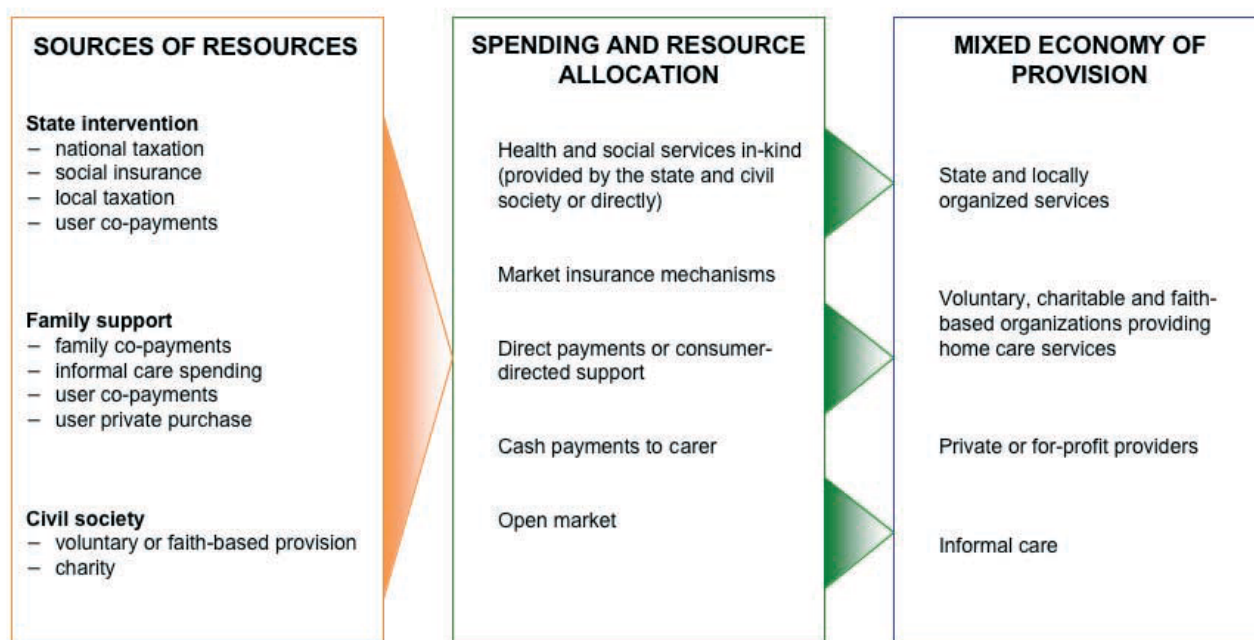 SOURCES OF RESOURCES
State intervention
– national taxation
– social insurance
– local taxation
– user co-payments
Family support
– family co-payments
– informal care spending
– user co-payments
– user private purchase
Civil society
– voluntary or faith-based provision
– charity
SPENDING AND RESOURCE
ALLOCATION
Health and social services in-kind
(provided by the state and civil
society or directly)
Market insurance mechanisms
Direct payments or consumer-
directed support
Cash payments to carer
Open market
MIXED ECONOMY OF
PROVISION
State and locally
organized services
Voluntary, charitable and faith-
based organizations providing
home care services
Private or for-profit providers
Informal care